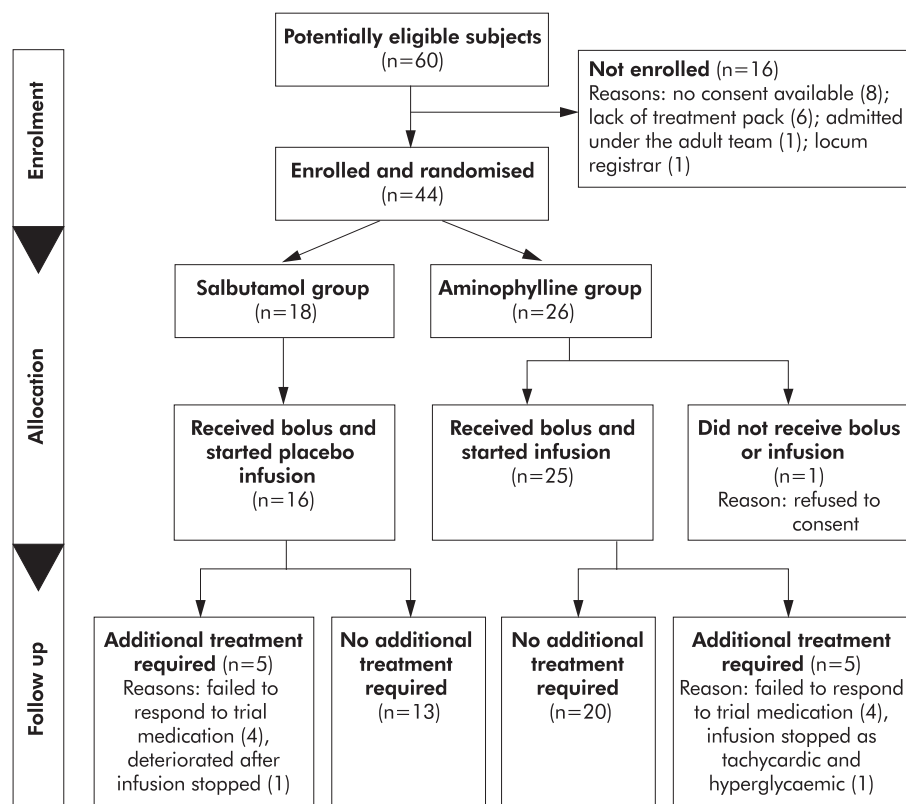 Potentially eligible subjects
(n=60)
Not enrolled (n=16)
Reasons: no consent available (8);
lack of treatment pack (6); admitted
under the adult team (1); locum
registrar (1)
Enrolment
Enrolled and randomised
(n=44)
Salbutamol group
(n=18)
Aminophylline group
(n=26)
Allocation
Received bolus and
started placebo
infusion
(n=16)
Received bolus and
started infusion
(n=25)
Did not receive bolus
or infusion
(n=1)
Reason: refused to
consent
Follow up
Additional treatment
required (n=5)
Reasons: failed to
respond to trial
medication (4),
deteriorated after
infusion stopped (1)
No additional
treatment
required
(n=13)
No additional
treatment
required
(n=20)
Additional treatment
required (n=5)
Reason: failed to respond
to trial medication (4),
infusion stopped as
tachycardic and
hyperglycaemic (1)